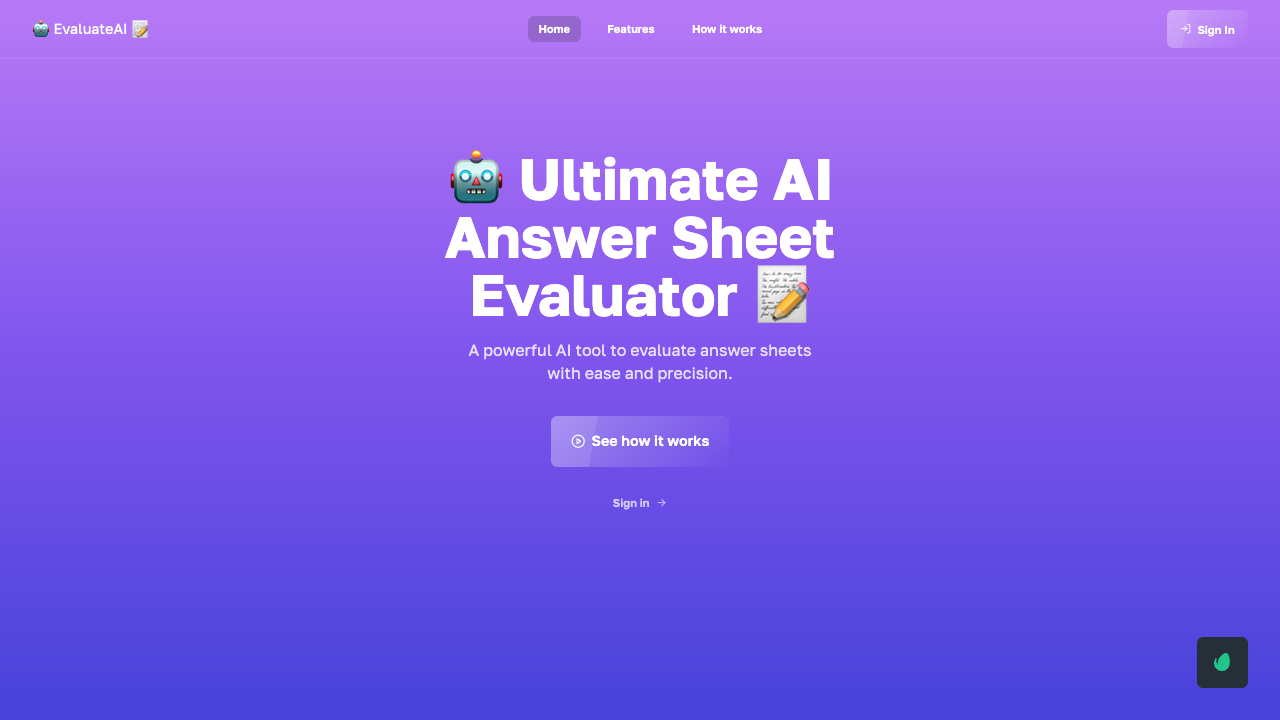 🤖 EvaluateAI 📝
Home
Features
How it works
Sign In
🤖 Ultimate AI
Answer Sheet
Evaluator 📝
A powerful AI tool to evaluate answer sheets
with ease and precision.
See how it works
Sign in